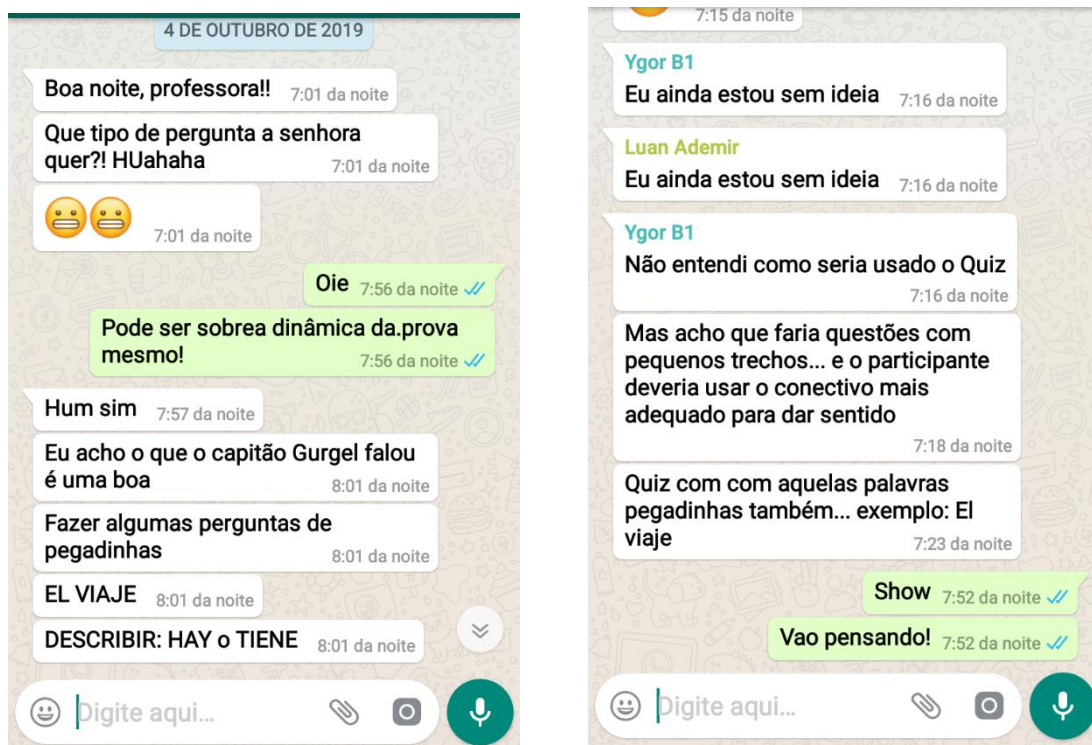 4 DE OUTUBRO DE 2019
Boa noite, professora!! 7:01 da noite
Que tipo de pergunta a senhora
quer?! HUahaha 7:01 da noite
7:01 da noite
Oie 7:56 da noite
Pode ser sobrea dinâmica da.prova
mesmo! 7:56 da noite
Hum sim 7:57 da noite
Eu acho o que o capitão Gurgel falou
é uma boa 8:01 da noite
Fazer algumas perguntas de
pegadinhas 8:01 da noite
EL VIAJE 8:01 da noite
DESCRIBIR: HAY o TIENE 8:01 da noite
Digite aqui...
7:15 da noite
Ygor B1
Eu ainda estou sem ideia 7:16 da noite
Luan Ademir
Eu ainda estou sem ideia 7:16 da noite
Ygor B1
Não entendi como seria usado o Quiz
7:16 da noite
Mas acho que faria questões com
pequenos trechos... e o participante
deveria usar o conectivo mais
adequado para dar sentido
7:18 da noite
Quiz com com aquelas palavras
pegadinhas também... exemplo: El
viaje 7:23 da noite
Show 7:52 da noite
Vao pensando! 7:52 da noite
Digite aqui...